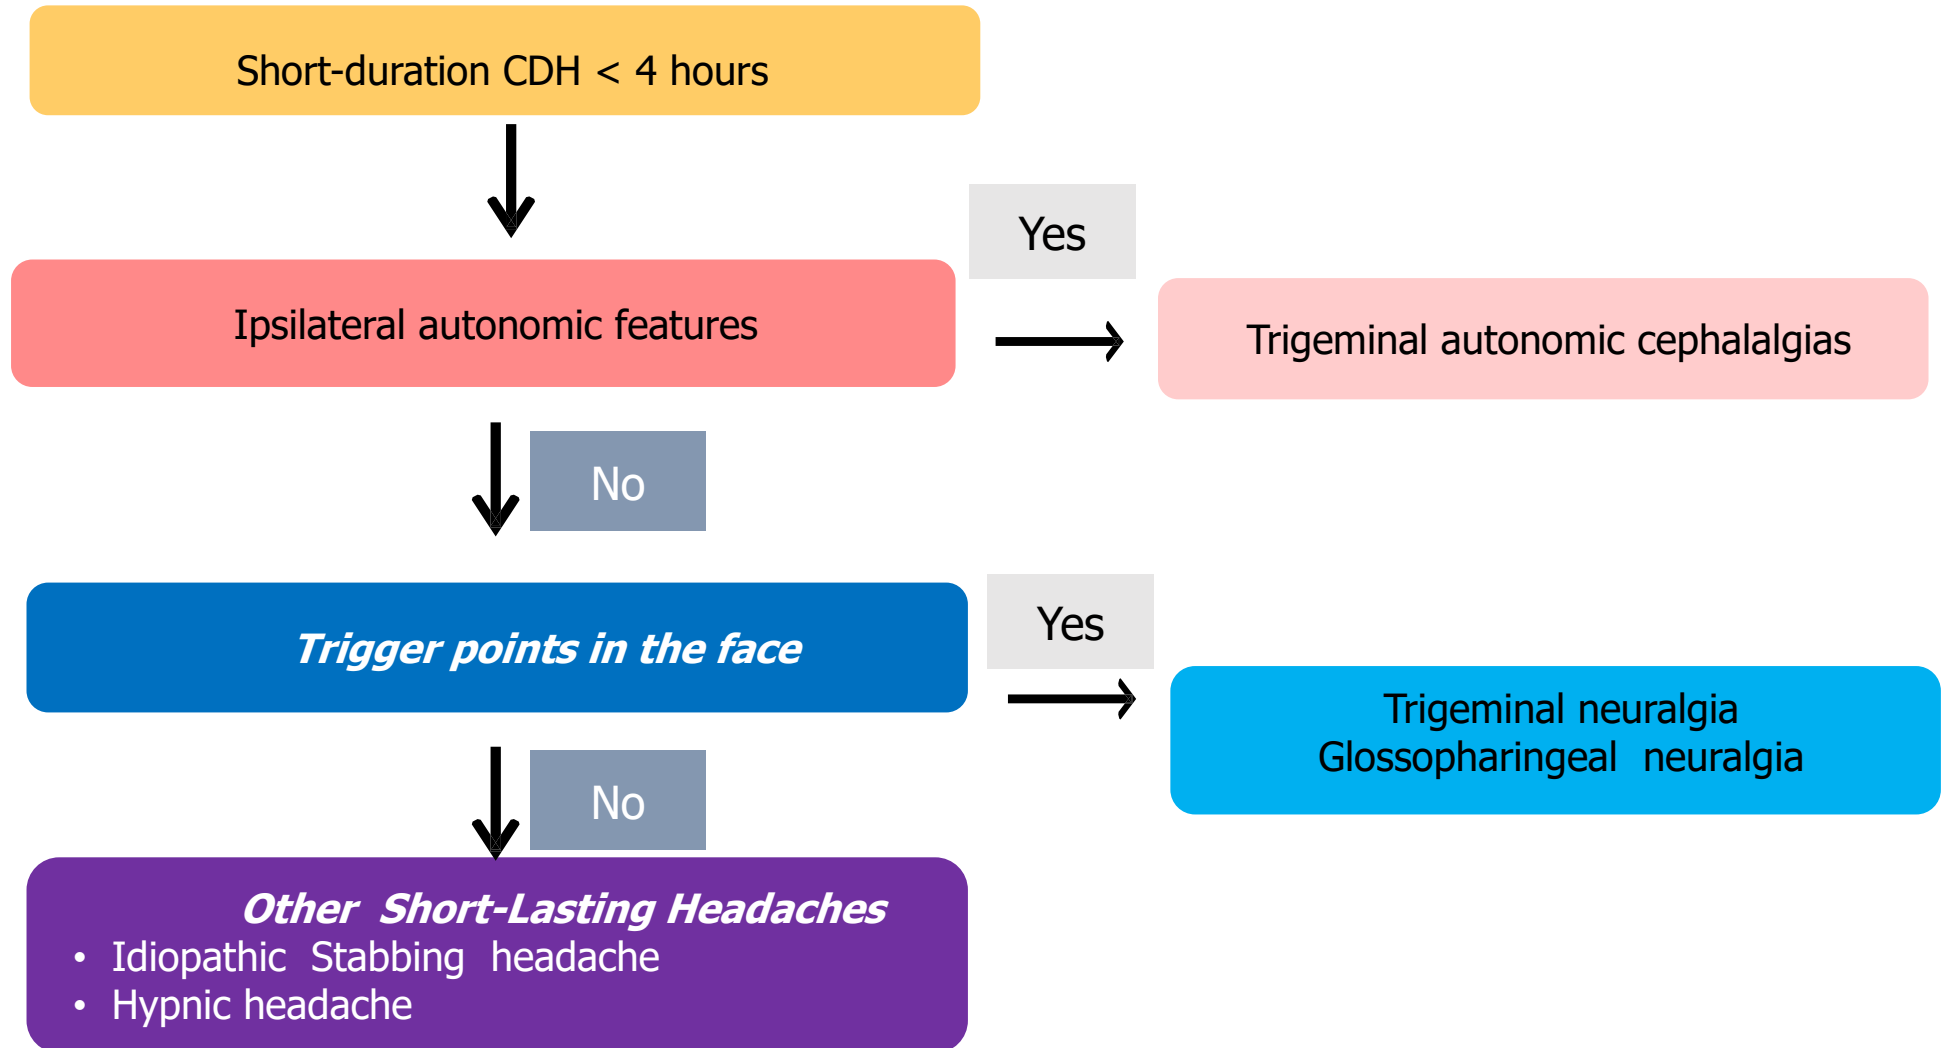 Short-duration CDH < 4 hours
Yes
Ipsilateral autonomic features
Trigeminal autonomic cephalalgias
No
Trigger points in the face
Yes
Trigeminal neuralgia
Glossopharingeal neuralgia
No
Other Short-Lasting Headaches
• Idiopathic Stabbing headache
• Hypnic headache